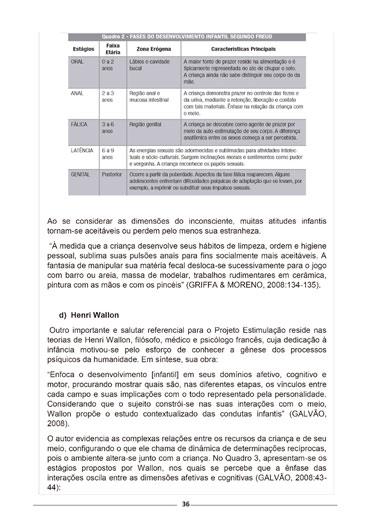 Quadro 2 - FASES DO DESENVOLVIMENTO INFANTIL SEGUNDO FREUD
Estágios
Faixa Etária
Zona Erógena
Características Principais
ORAL
0 a 2 anos
Lábios e cavidade bucal
A maior fonte de prazer reside na alimentação e é
tipicamente representada no ato de chupar o seio.
A criança ainda não sabe distinguir seu corpo do da
mãe.
ANAL
2 a 3 anos
Região anal e mucosa intestinal
A criança demonstra prazer no controle das fezes e
da urina, mediante a retenção, liberação e contato
com tais materiais. Ênfase na relação da criança com
o meio.
FÁLICA
3 a 6 anos
Região genital
A criança se descobre como agente de prazer por
meio da auto-estimulação de seu corpo. A diferença
anatômica entre os sexos começa a ser percebida.
LATÊNCIA
6 a 9 anos
As energias sexuais são adormecidas e sublimadas para atividades intelec-
tuais e sócio-culturais. Surgem inclinações morais e sentimentos como pudor
e vergonha. A criança reconhece os papéis sexuais.
GENITAL
Posterior
Ocorre a partir da puberdade. Aspectos da fase fálica reaparecem. Alguns
adolescentes enfrentam dificuldades psíquicas de adaptação que os levam, por
exemplo, a reprimir ou substituir seus impulsos sexuais.
Ao se considerar as dimensões do inconsciente, muitas atitudes infantis
tornam-se aceitáveis ou perdem pelo menos sua estranheza.
“À medida que a criança desenvolve seus hábitos de limpeza, ordem e higiene
pessoal, sublima suas pulsões anais para fins socialmente mais aceitáveis. A
fantasia de manipular sua matéria fecal desloca-se sucessivamente para o jogo
com barro ou areia, massa de modelar, trabalhos rudimentares em cerâmica,
pintura com as mãos e com os pincéis” (GRIFFA & MORENO, 2008:134-135).
d) Henri Wallon
Outro importante e salutar referencial para o Projeto Estimulação reside nas
teorias de Henri Wallon, filósofo, médico e psicólogo francês, cuja dedicação à
infância motivou-se pelo esforço de conhecer a gênese dos processos
psíquicos da humanidade. Em síntese, sua obra:
“Enfoca o desenvolvimento [infantil] em seus domínios afetivo, cognitivo e
motor, procurando mostrar quais são, nas diferentes etapas, os vínculos entre
cada campo e suas implicações com o todo representado pela personalidade.
Considerando que o sujeito constrói-se nas suas interações com o meio,
Wallon propõe o estudo contextualizado das condutas infantis” (GALVÃO,
2008).
O autor evidencia as complexas relações entre os recursos da criança e de seu
meio, configurando o que ele chama de dinâmica de determinações recíprocas,
pois o ambiente altera-se junto com a criança. No Quadro 3, apresentam-se os
estágios propostos por Wallon, nos quais se percebe que a ênfase das
interações oscila entre as dimensões afetivas e cognitivas (GALVÃO, 2008:43-
44):
36